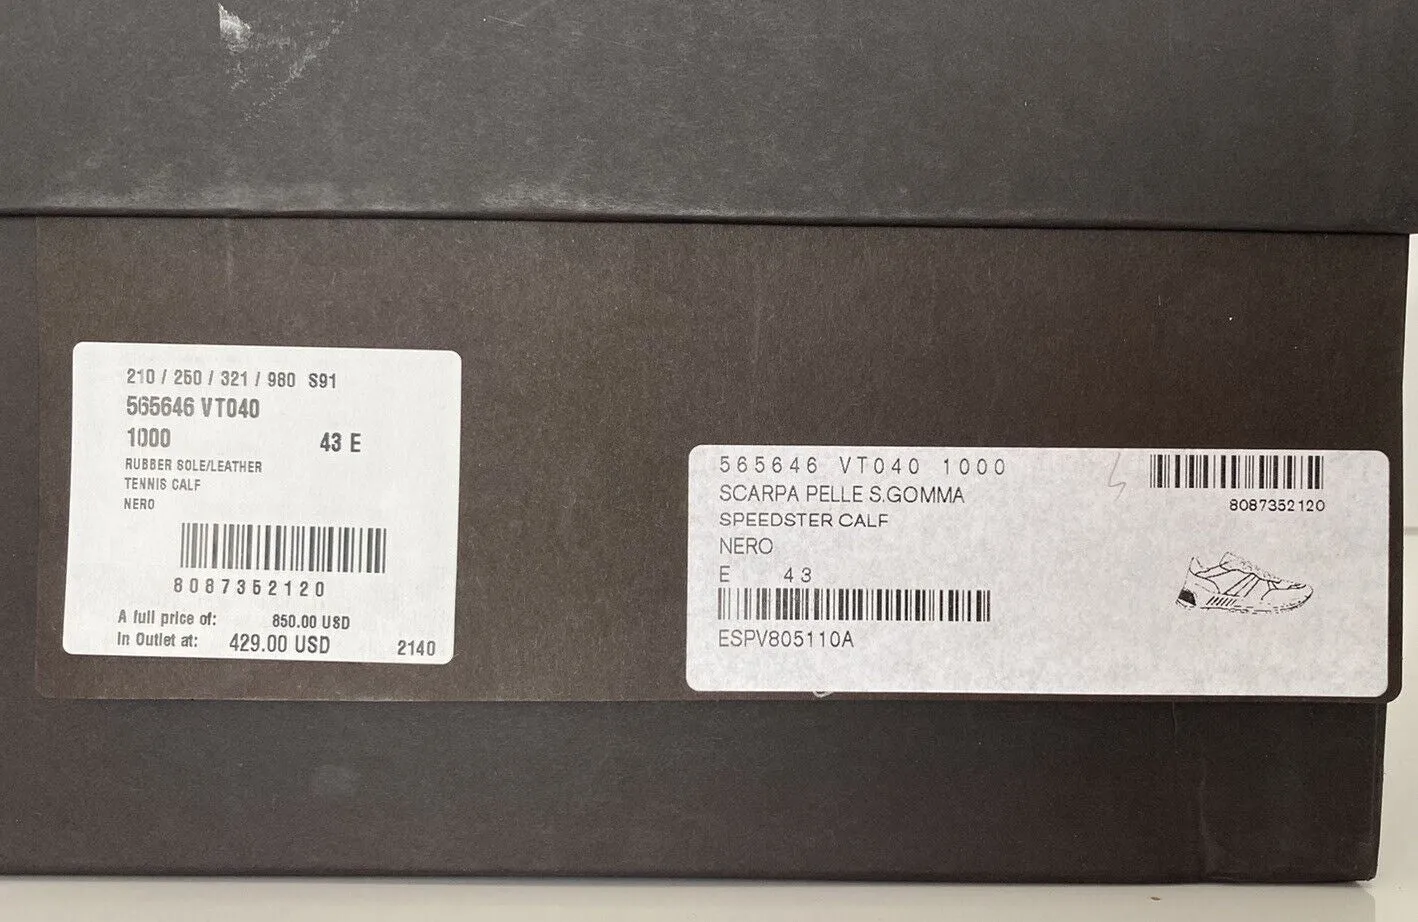 210 / 250 / 321 / 980 S91
565646 VT040
1000 43 E
RUBBER SOLE/LEATHER
TENNIS CALF
NERO
8087352120
A full price of: 850.00 USD
In Outlet at: 429.00 USD 2140
565646 VT040 1000
SCARPA PELLE S.GOMMA
SPEEDSTER CALF
NERO
E 43
ESPV805110A
8087352120